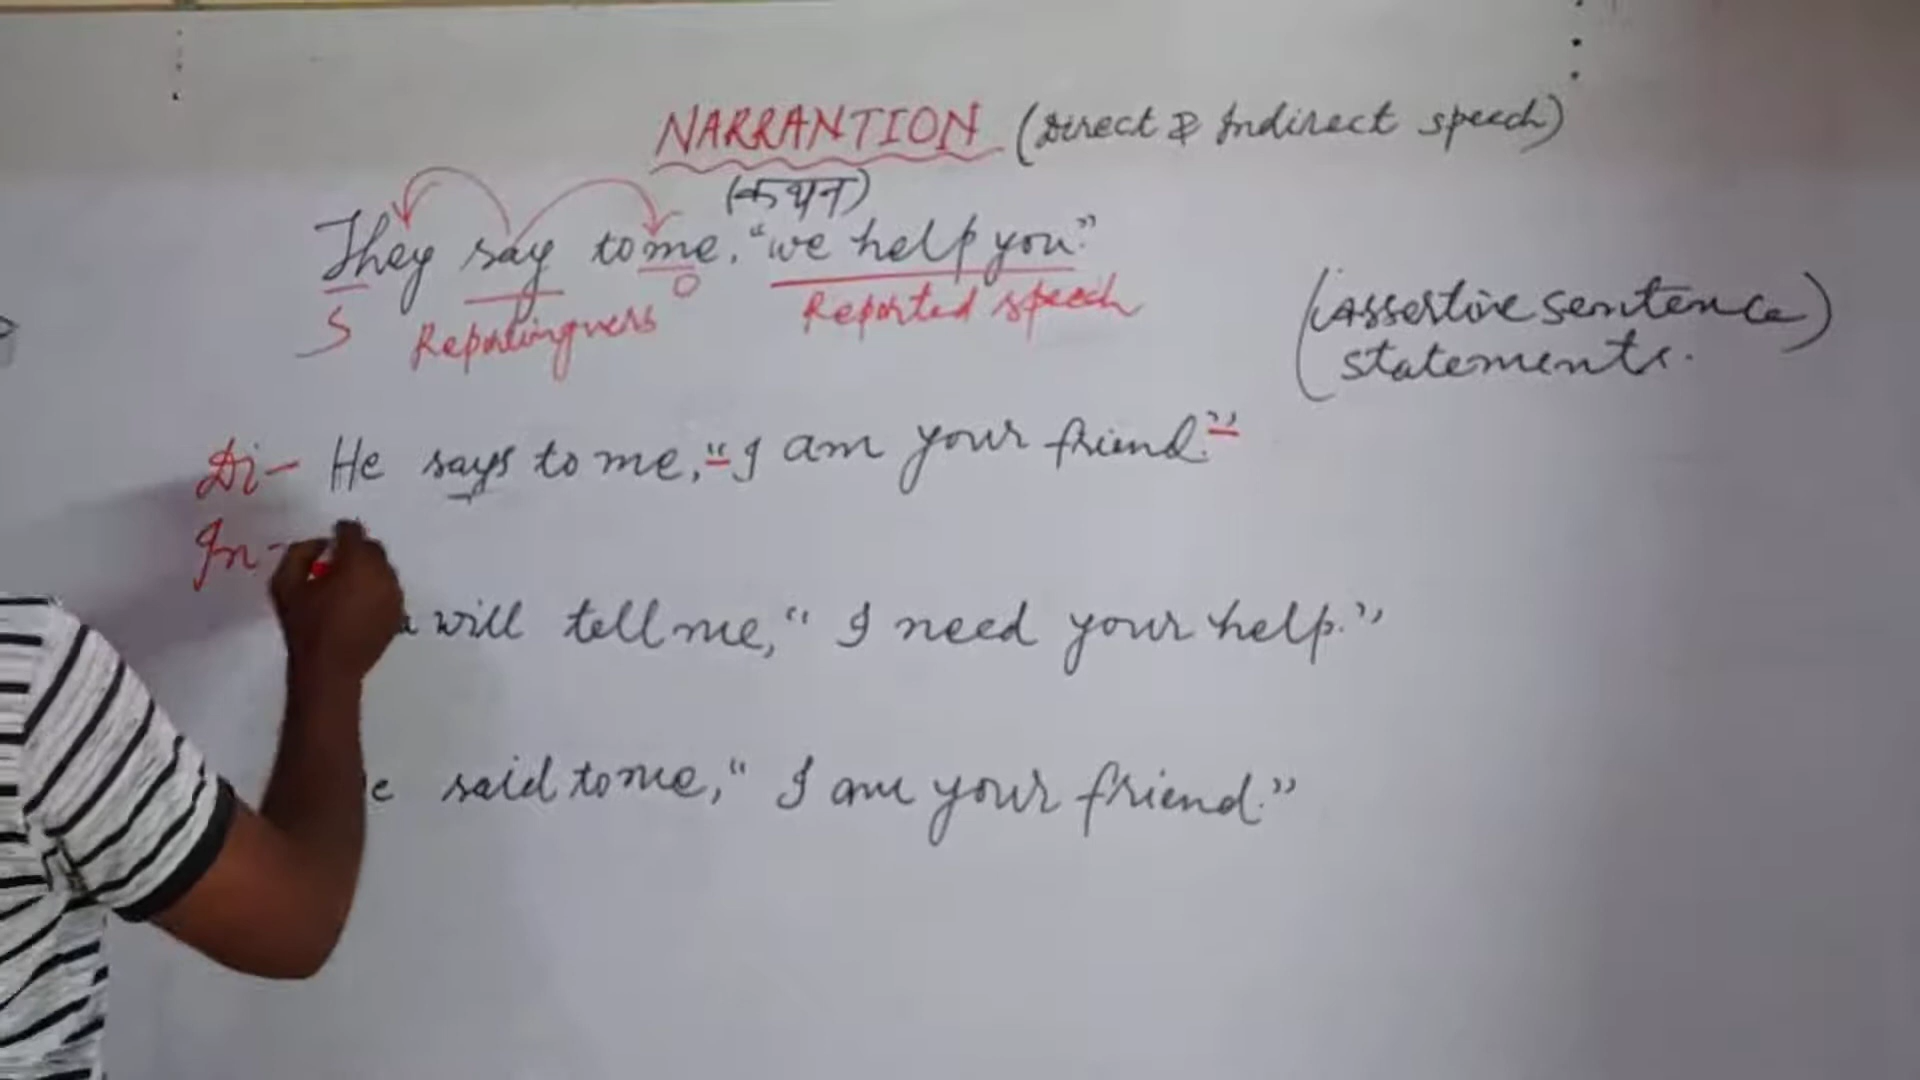 NARRANTION (Direct & Indirect speech)
(कथन)
They say to me, "we help you."
S Reporting verb O Reported speech
(Assertive sentence)
statements.
Di- He says to me, "I am your friend."
In-
will tell me, "I need your help."
said to me, "I am your friend."